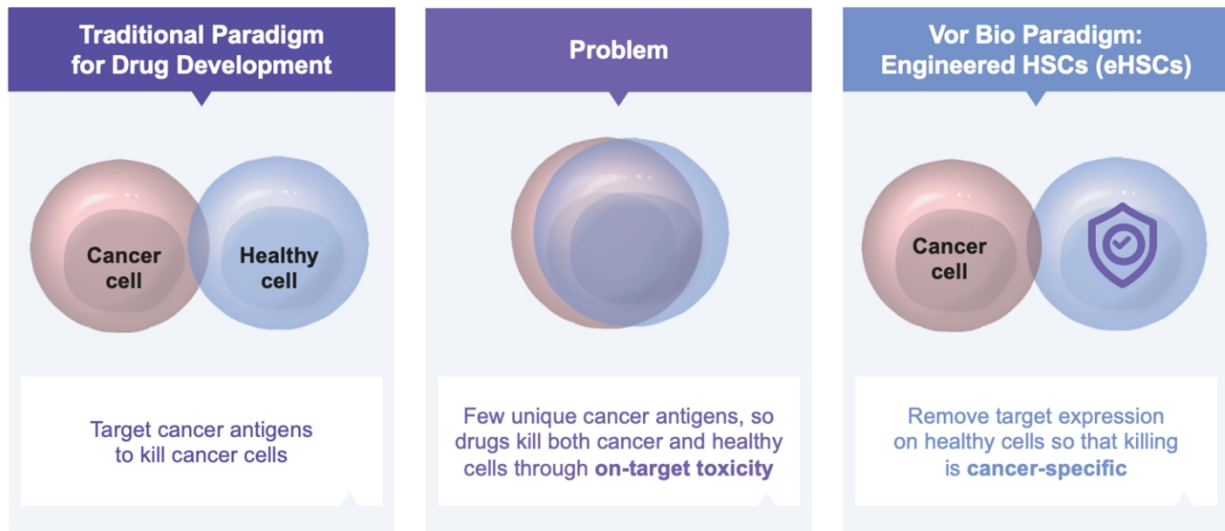 Traditional Paradigm
for Drug Development
Cancer
cell
Healthy
cell
Target cancer antigens
to kill cancer cells
Problem
Few unique cancer antigens, so
drugs kill both cancer and healthy
cells through on-target toxicity
Vor Bio Paradigm:
Engineered HSCs (eHSCs)
Cancer
cell
Remove target expression
on healthy cells so that killing
is cancer-specific